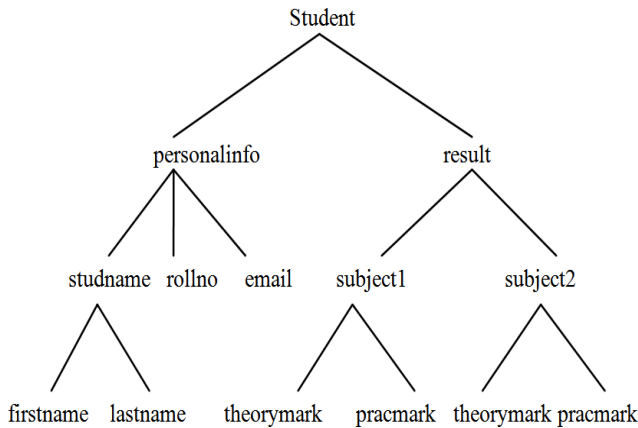 Student
personalinfo result
studname rollno email subject1 subject2
firstname lastname theorymark pracmark theorymark pracmark